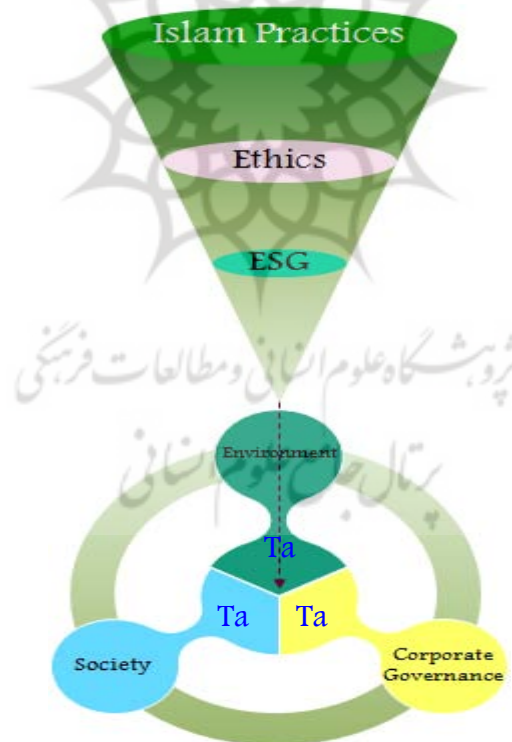 Islam Practices
Ethics
ESG
پژوهشگاه علوم انسانی و مطالعات فرهنگی
Environment
پرتال جامع علوم انسانی
Ta
Ta Ta
Society
Corporate
Governance